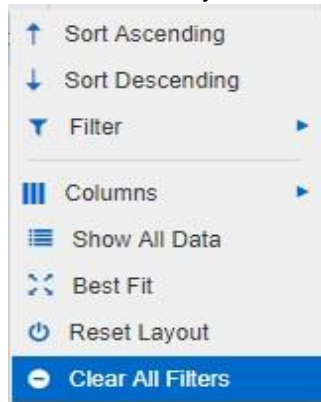 Sort Ascending
Sort Descending
Filter
Columns
Show All Data
Best Fit
Reset Layout
Clear All Filters